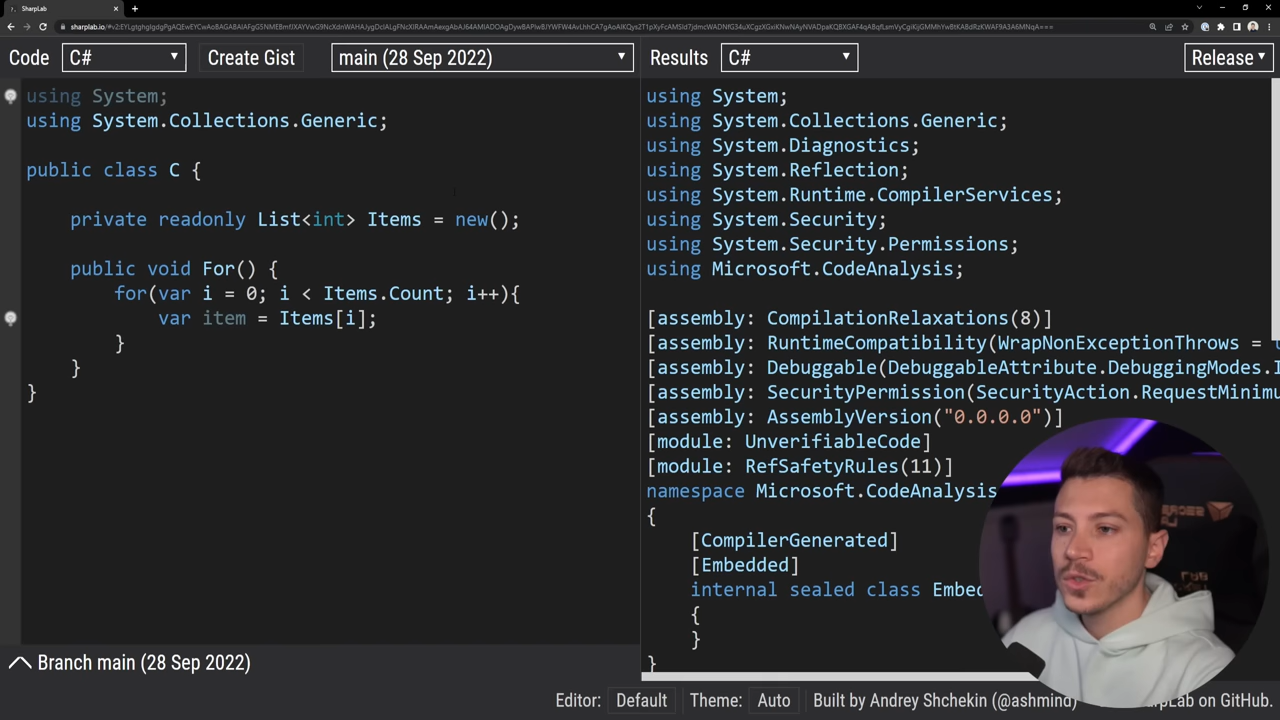 SharpLab
sharplab.io/
Code
C#
Create Gist
main (28 Sep 2022)
Results
C#
Release
using System;
using System.Collections.Generic;
public class C {
private readonly List<int> Items = new();
public void For() {
for(var i = 0; i < Items.Count; i++){
var item = Items[i];
}
}
}
Branch main (28 Sep 2022)
using System;
using System.Collections.Generic;
using System.Diagnostics;
using System.Reflection;
using System.Runtime.CompilerServices;
using System.Security;
using System.Security.Permissions;
using Microsoft.CodeAnalysis;
[assembly: CompilationRelaxations(8)]
[assembly: RuntimeCompatibility(WrapNonExceptionThrows =
[assembly: Debuggable(DebuggableAttribute.DebuggingModes.I
[assembly: SecurityPermission(SecurityAction.RequestMinimu
[assembly: AssemblyVersion("0.0.0.0")]
[module: UnverifiableCode]
[module: RefSafetyRules(11)]
namespace Microsoft.CodeAnalysis
{
[CompilerGenerated]
[Embedded]
internal sealed class Embed
{
}
}
Editor: Default Theme: Auto Built by Andrey Shchekin (@ashmind) SharpLab on GitHub.